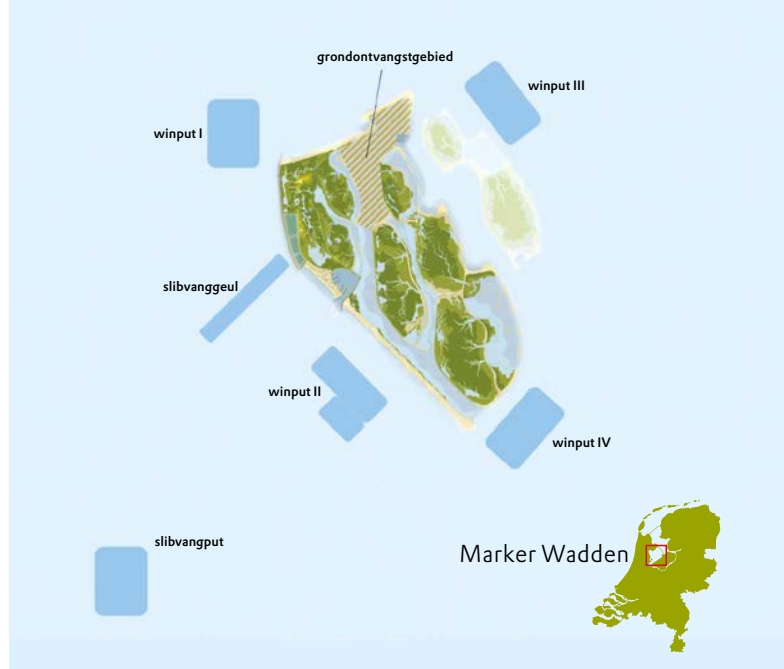 grondontvangstgebied
winput III
winput I
slibvanggeul
winput II
winput IV
slibvangput
Marker Wadden